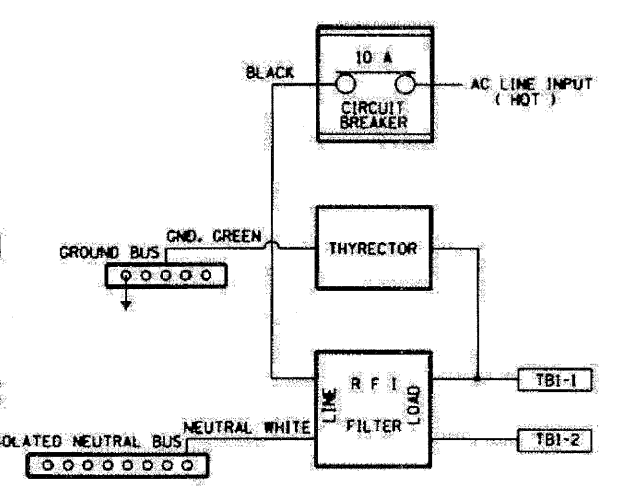 10 A
BLACK
AC LINE INPUT
( HOT )
CIRCUIT
BREAKER
GND. GREEN
GROUND BUS
THYRECTOR
LINE
R F I
FILTER
LOAD
TB1-1
NEUTRAL WHITE
OLATED NEUTRAL BUS
TB1-2